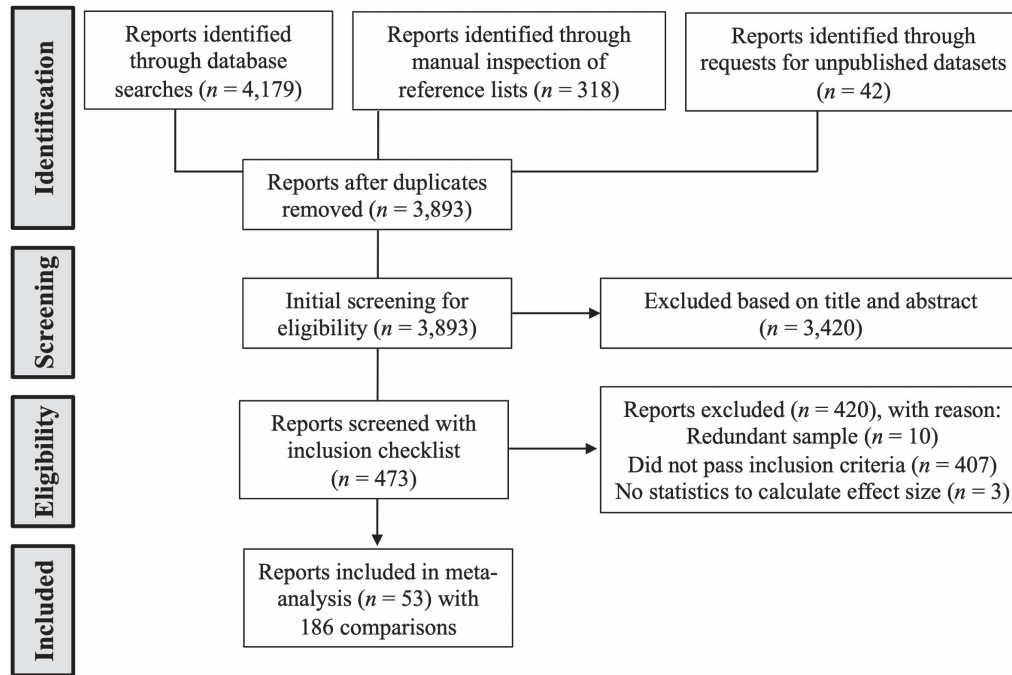 Identification
Reports identified
through database
searches (n = 4,179)
Reports identified through
manual inspection of
reference lists (n = 318)
Reports identified through
requests for unpublished datasets
(n = 42)
Reports after duplicates
removed (n = 3,893)
Screening
Initial screening for
eligibility (n = 3,893)
Excluded based on title and abstract
(n = 3,420)
Eligibility
Reports screened with
inclusion checklist
(n = 473)
Reports excluded (n = 420), with reason:
Redundant sample (n = 10)
Did not pass inclusion criteria (n = 407)
No statistics to calculate effect size (n = 3)
Included
Reports included in meta-
analysis (n = 53) with
186 comparisons